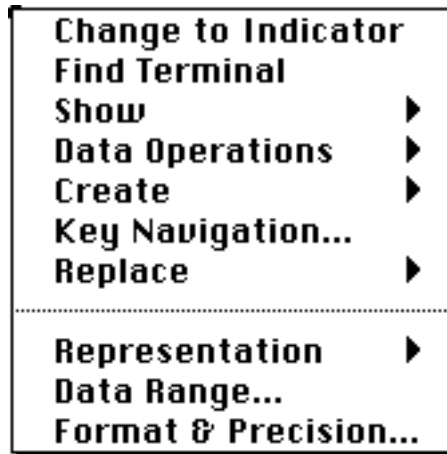 Change to Indicator
Find Terminal
Show
Data Operations
Create
Key Navigation...
Replace
Representation
Data Range...
Format & Precision...